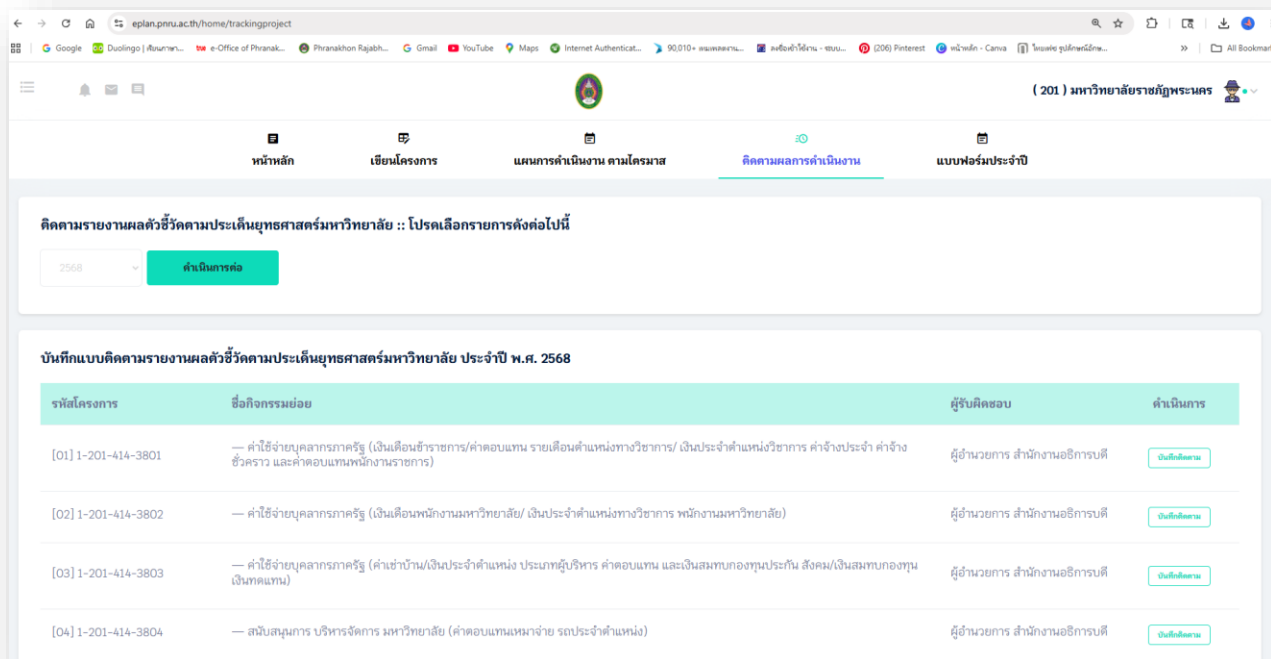 eplan.pnru.ac.th/home/trackingproject
Google
Duolingo | เรียนภาษา...
e-Office of Phranak...
Phranakhon Rajabh...
Gmail
YouTube
Maps
Internet Authenticat...
90,010+
ลงชื่อเข้าใช้งาน - ระบบ...
(206) Pinterest
หน้าหลัก - Canva
»
All Bookmar
( 201 ) มหาวิทยาลัยราชภัฏพระนคร
หน้าหลัก
เขียนโครงการ
แผนการดำเนินงาน ตามไตรมาส
ติดตามผลการดำเนินงาน
แบบฟอร์มประจำปี
ติดตามรายงานผลตัวชี้วัดตามประเด็นยุทธศาสตร์มหาวิทยาลัย :: โปรดเลือกรายการดังต่อไปนี้
2568
ดำเนินการต่อ
บันทึกแบบติดตามรายงานผลตัวชี้วัดตามประเด็นยุทธศาสตร์มหาวิทยาลัย ประจำปี พ.ศ. 2568
รหัสโครงการ ชื่อกิจกรรมย่อย ผู้รับผิดชอบ ดำเนินการ
[01] 1-201-414-3801 — ค่าใช้จ่ายบุคลากรภาครัฐ (เงินเดือนข้าราชการ/ค่าตอบแทน รายเดือนตำแหน่งทางวิชาการ/ เงินประจำตำแหน่งวิชาการ ค่าจ้างประจำ ค่าจ้าง
ชั่วคราว และค่าตอบแทนพนักงานราชการ) ผู้อำนวยการ สำนักงานอธิการบดี บันทึกติดตาม
[02] 1-201-414-3802 — ค่าใช้จ่ายบุคลากรภาครัฐ (เงินเดือนพนักงานมหาวิทยาลัย/ เงินประจำตำแหน่งทางวิชาการ พนักงานมหาวิทยาลัย) ผู้อำนวยการ สำนักงานอธิการบดี บันทึกติดตาม
[03] 1-201-414-3803 — ค่าใช้จ่ายบุคลากรภาครัฐ (ค่าเช่าบ้าน/เงินประจำตำแหน่ง ประเภทผู้บริหาร ค่าตอบแทน และเงินสมทบกองทุนประกัน สังคม/เงินสมทบกองทุน
เงินทดแทน) ผู้อำนวยการ สำนักงานอธิการบดี บันทึกติดตาม
[04] 1-201-414-3804 — สนับสนุนการ บริหารจัดการ มหาวิทยาลัย (ค่าตอบแทนเหมาจ่าย รถประจำตำแหน่ง) ผู้อำนวยการ สำนักงานอธิการบดี บันทึกติดตาม